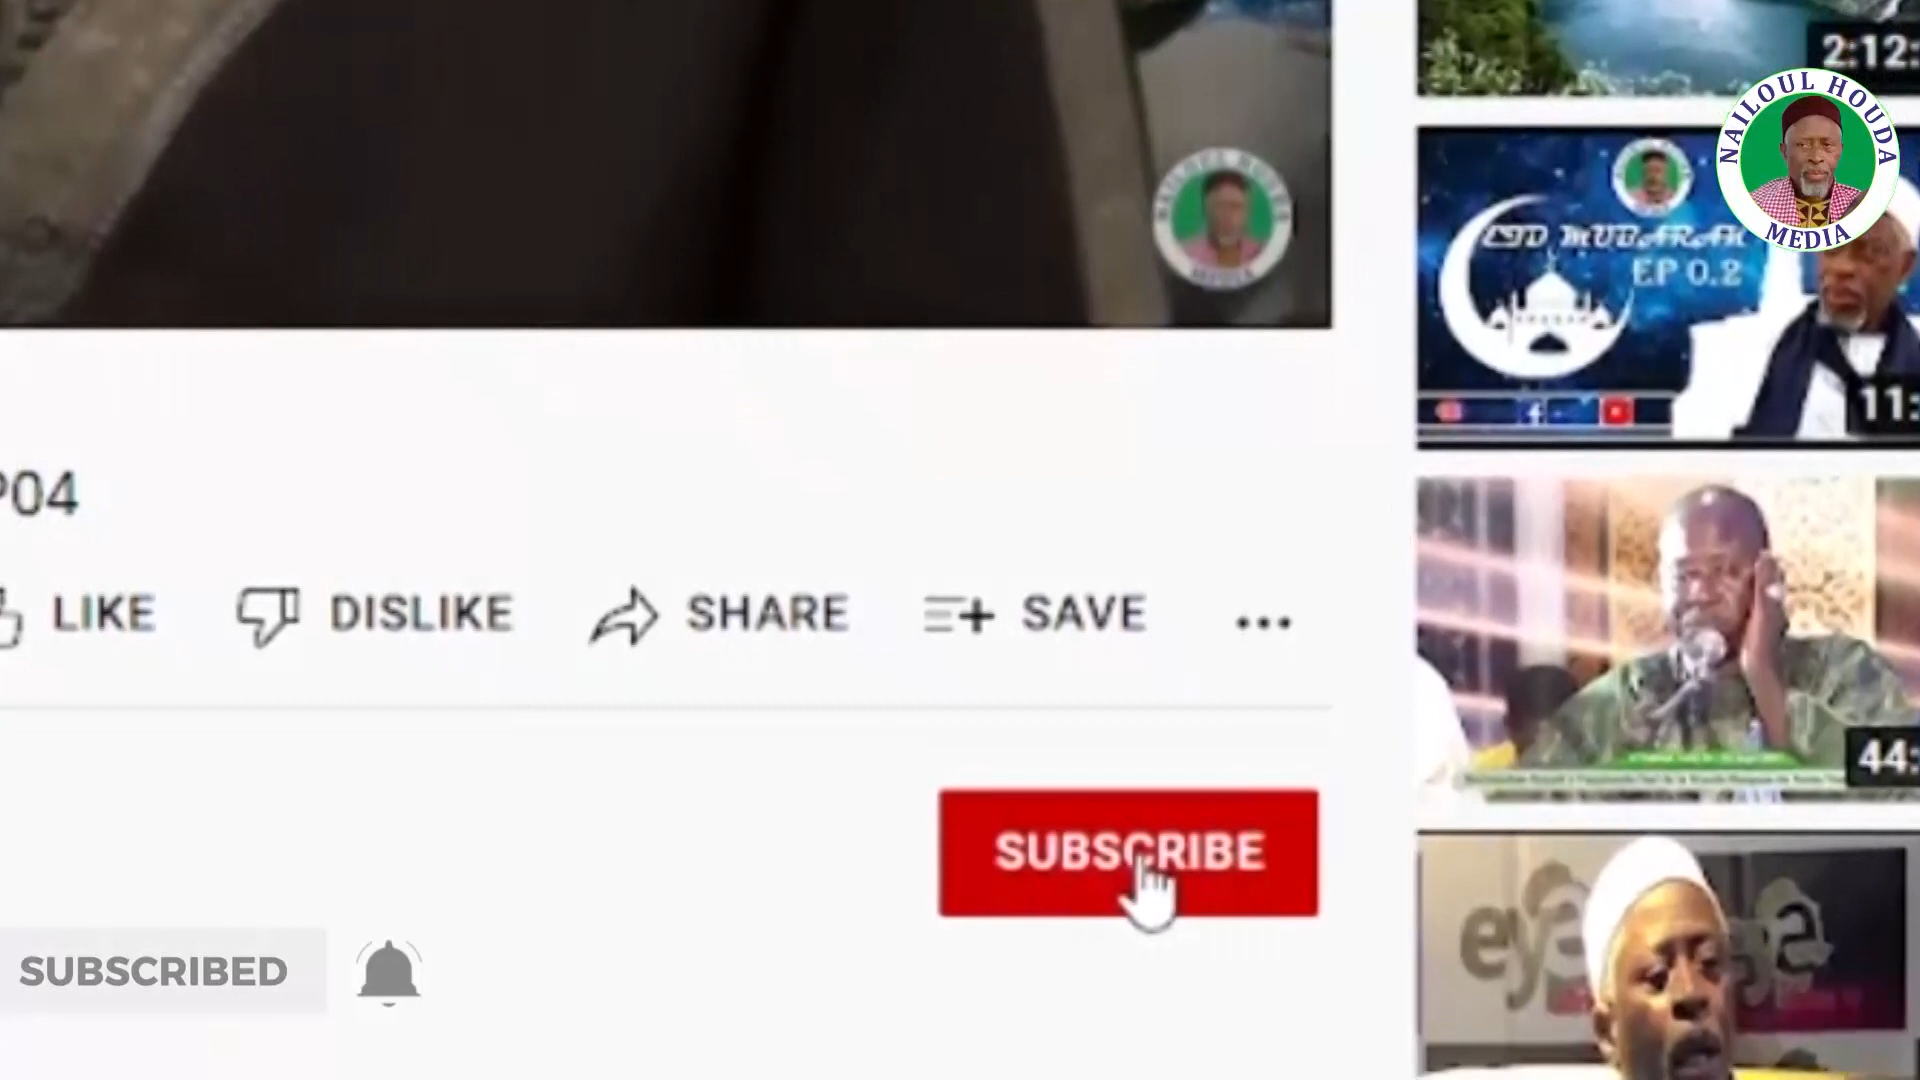 2:12:
NAILOUL HOUDA
MEDIA
EID MUBARAK
EP 0.2
11:
P04
LIKE
DISLIKE
SHARE
SAVE
44:
SUBSCRIBE
SUBSCRIBED